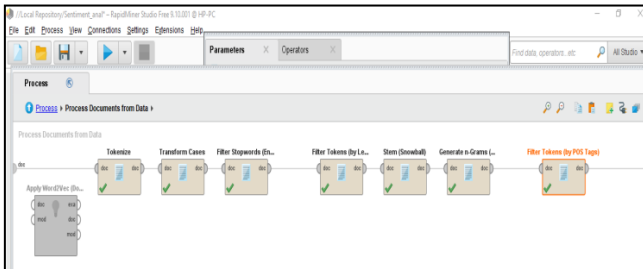 //Local Repository/Sentiment_enal* – RapidMiner Studio Free 9.10.001 @ HP-PC
File Edit Process View Connections Settings Extensions Help
Parameters X Operators X
Find data, operators...etc All Studio
Process
Process Process Documents from Data
Process Documents from Data
Tokenize Transform Cases Filter Stopwords (En... Filter Tokens (by Le... Stem (Snowball) Generate n-Grams (... Filter Tokens (by POS Tags)
doc doc doc doc doc doc doc doc doc doc doc doc doc doc doc
Apply Word2Vec (Do...
doc exa
mod doc
mod